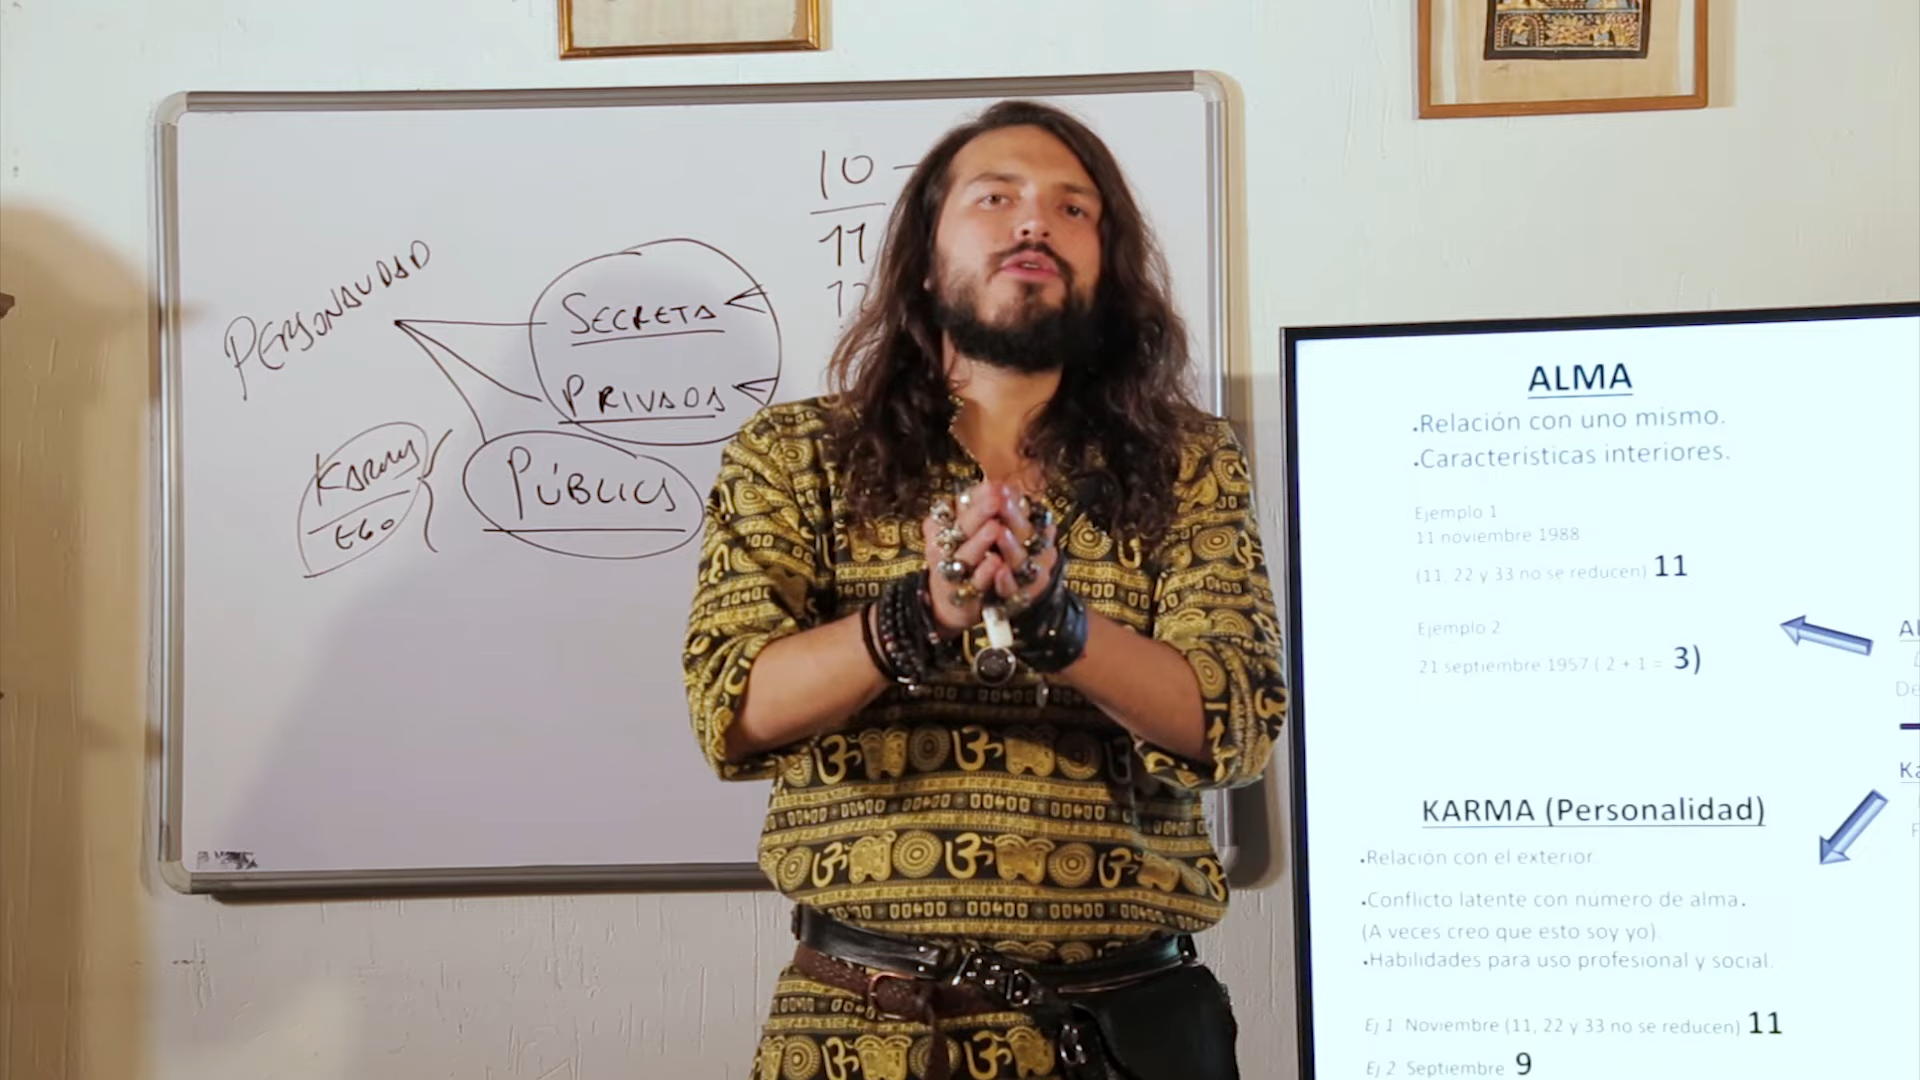 PERSONALIDAD
SECRETA
PRIVADA
PÚBLICA
KARMA
EGO
10 -
11
ALMA
.Relación con uno mismo.
.Características interiores.
Ejemplo 1
11 noviembre 1988
(11, 22 y 33 no se reducen) 11
Ejemplo 2
21 septiembre 1957 ( 2 + 1 = 3)
KARMA (Personalidad)
.Relación con el exterior
.Conflicto latente con número de alma.
(A veces creo que esto soy yo).
.Habilidades para uso profesional y social.
Ej 1 Noviembre (11, 22 y 33 no se reducen) 11
Ej 2 Septiembre 9